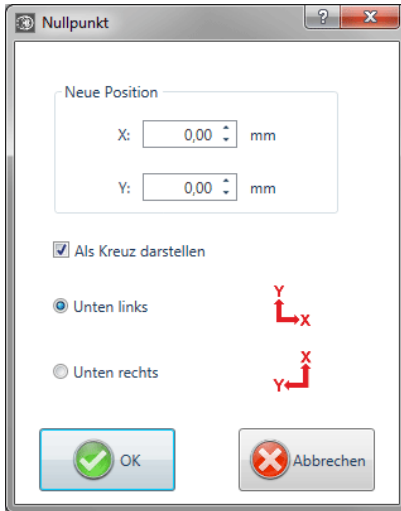 Nullpunkt
?
Neue Position
X: 0,00 mm
Y: 0,00 mm
Als Kreuz darstellen
Unten links
Y
X
Unten rechts
X
Y
OK Abbrechen